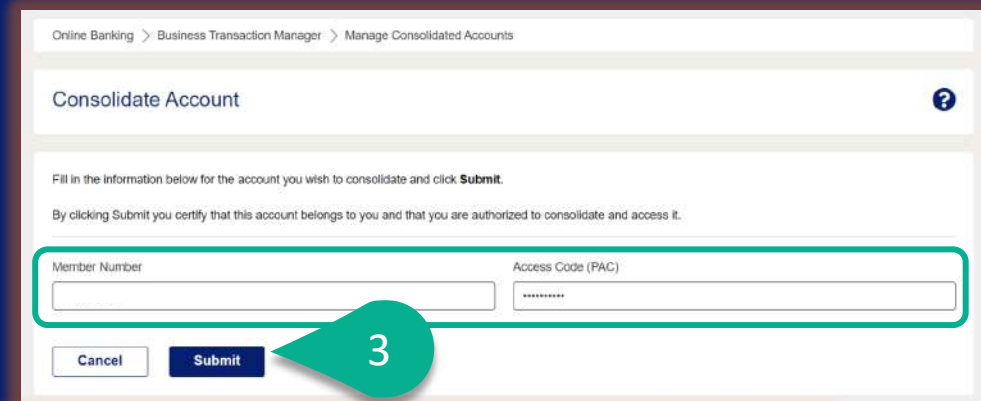 Online Banking > Business Transaction Manager > Manage Consolidated Accounts
Consolidate Account
?
Fill in the information below for the account you wish to consolidate and click Submit.
By clicking Submit you certify that this account belongs to you and that you are authorized to consolidate and access it.
Member Number Access Code (PAC)
••••••••••
Cancel Submit 3